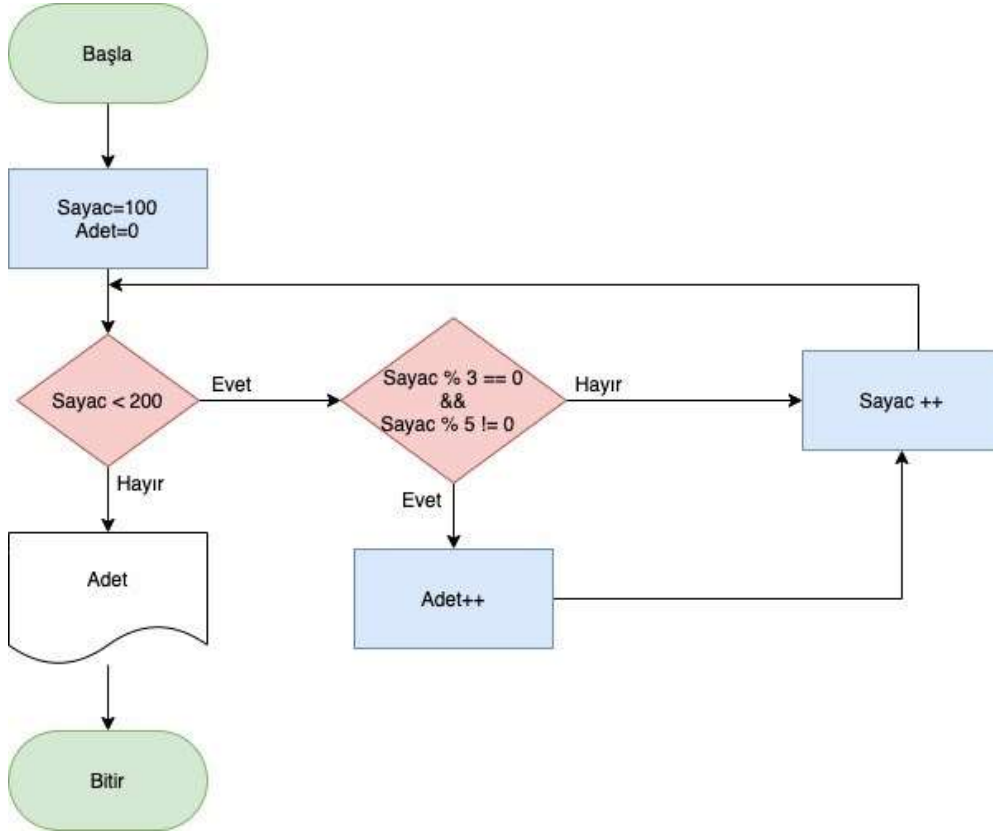 Başla
Sayac=100
Adet=0
Sayac < 200
Evet
Sayac % 3 == 0
&&
Sayac % 5 != 0
Hayır
Sayac ++
Hayır
Evet
Adet
Adet++
Bitir